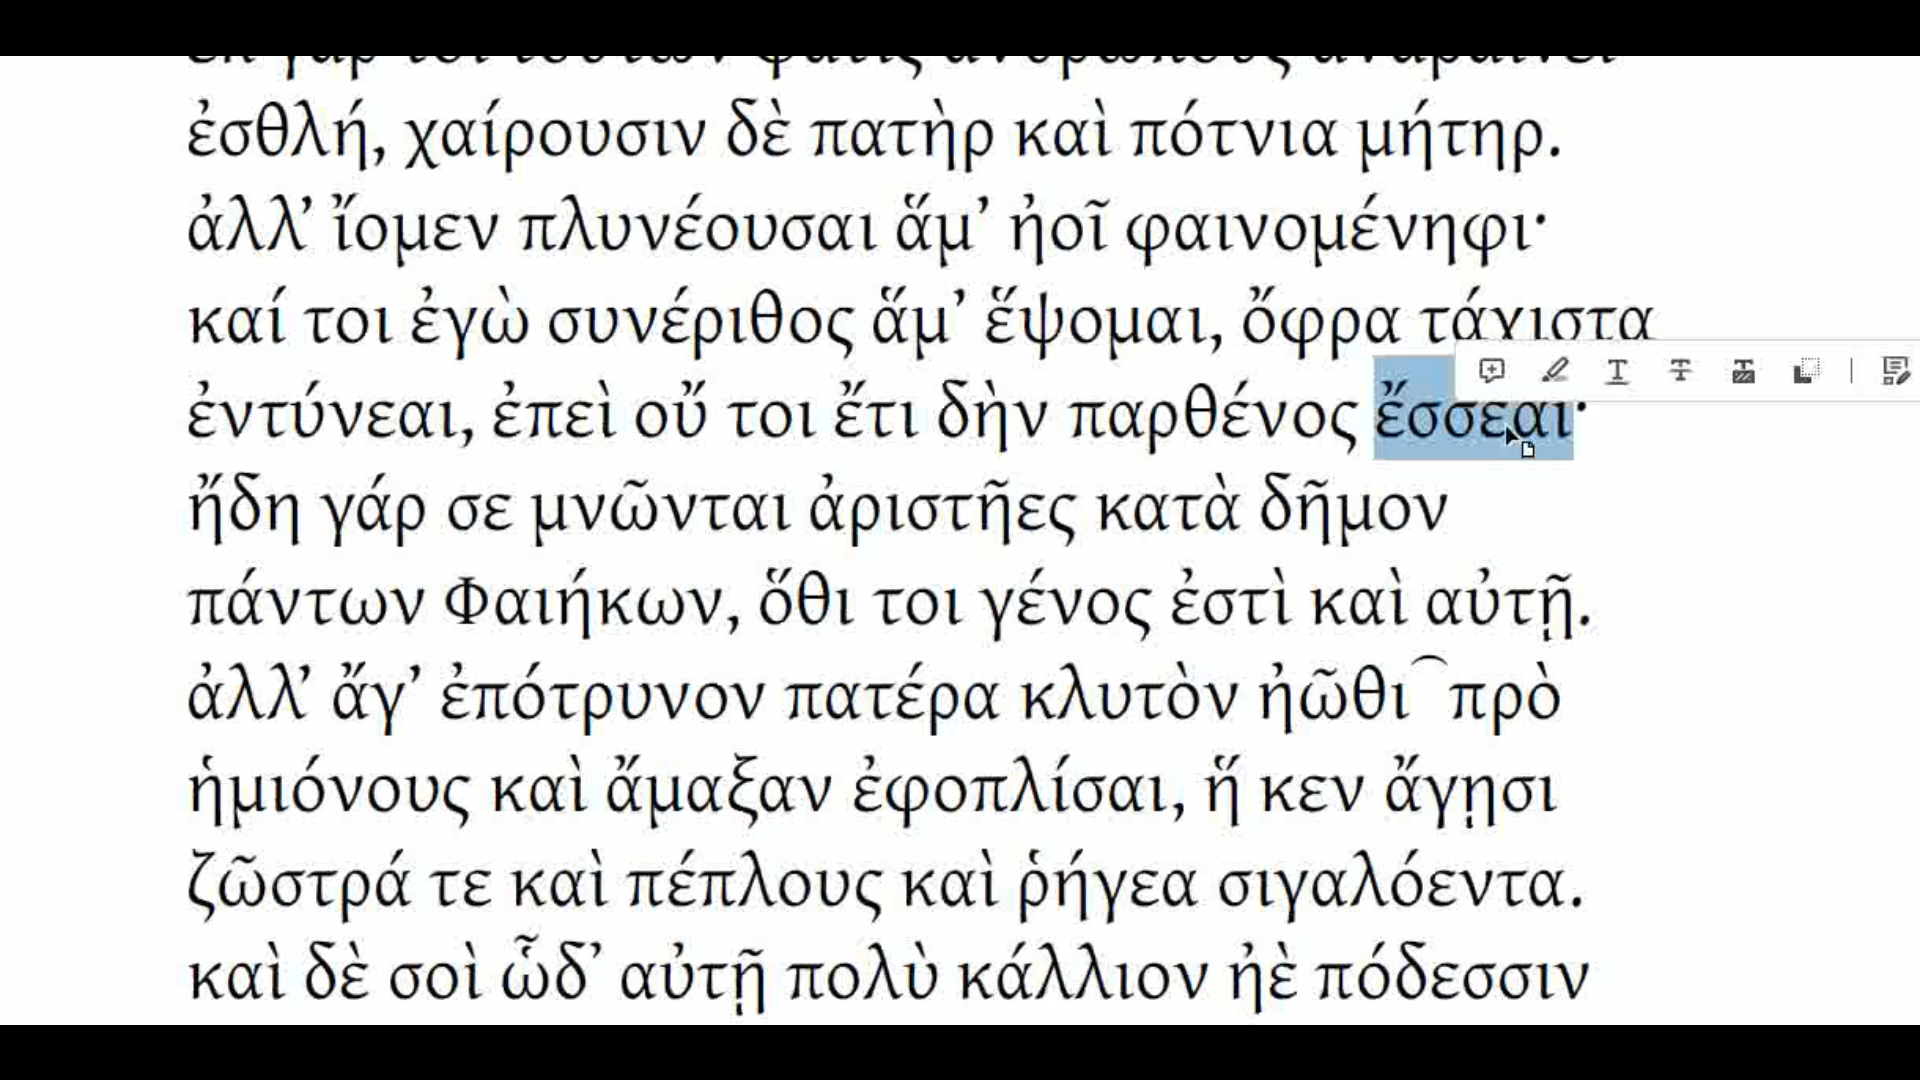 ἐσθλή, χαίρουσιν δὲ πατὴρ καὶ πότνια μήτηρ.
ἀλλ’ ἴομεν πλυνέουσαι ἅμ’ ἠοῖ φαινομένηφι·
καί τοι ἐγὼ συνέριθος ἅμ’ ἕψομαι, ὄφρα τάχιστα
ἐντύνεαι, ἐπεὶ οὔ τοι ἔτι δὴν παρθένος ἔσσεαι·
ἤδη γάρ σε μνῶνται ἀριστῆες κατὰ δῆμον
πάντων Φαιήκων, ὅθι τοι γένος ἐστὶ καὶ αὐτῇ.
ἀλλ’ ἄγ’ ἐπότρυνον πατέρα κλυτὸν ἠῶθι⁀πρὸ
ἡμιόνους καὶ ἄμαξαν ἐφοπλίσαι, ἥ κεν ἄγῃσι
ζῶστρά τε καὶ πέπλους καὶ ῥήγεα σιγαλόεντα.
καὶ δὲ σοὶ ὧδ’ αὐτῇ πολὺ κάλλιον ἠὲ πόδεσσιν